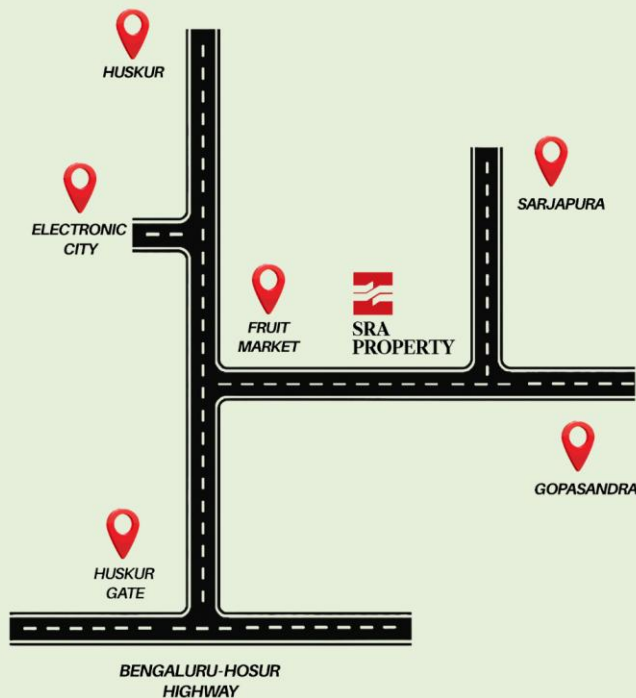 HUSKUR
SARJAPURA
ELECTRONIC
CITY
FRUIT
MARKET
SRA
PROPERTY
GOPASANDRA
HUSKUR
GATE
BENGALURU-HOSUR
HIGHWAY